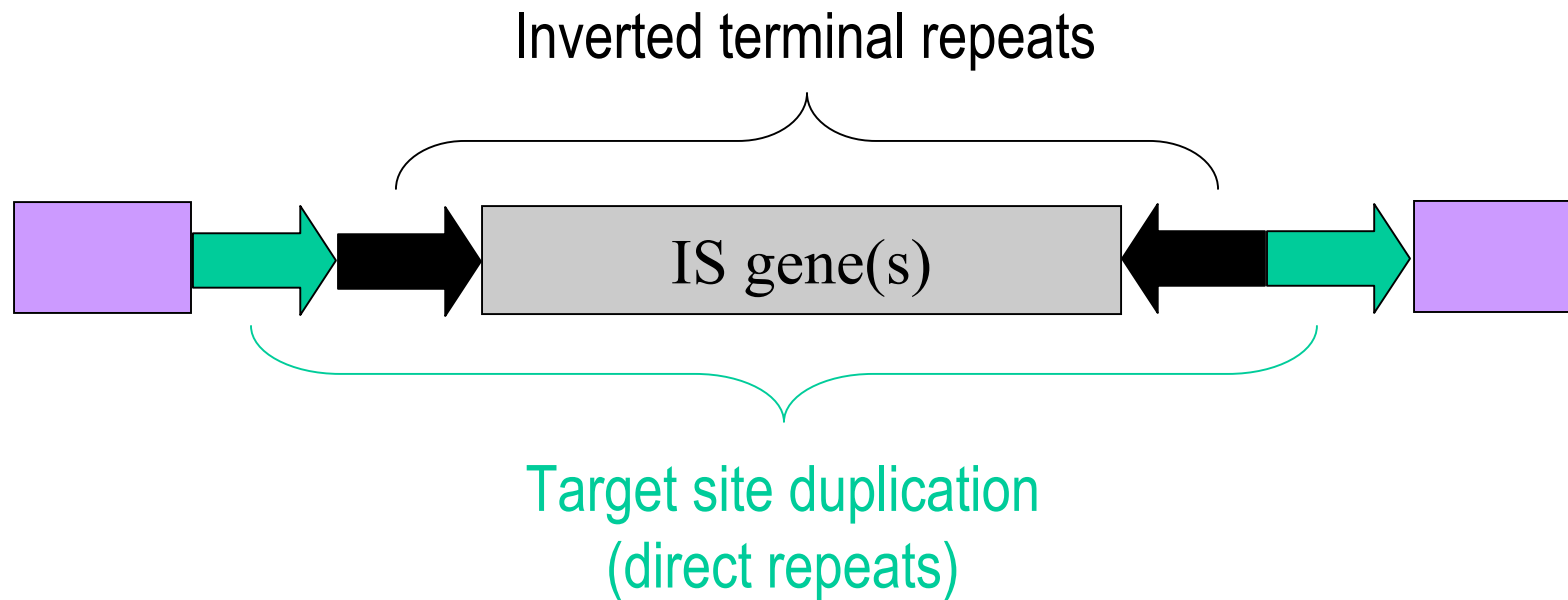 Inverted terminal repeats
IS gene(s)
Target site duplication
(direct repeats)